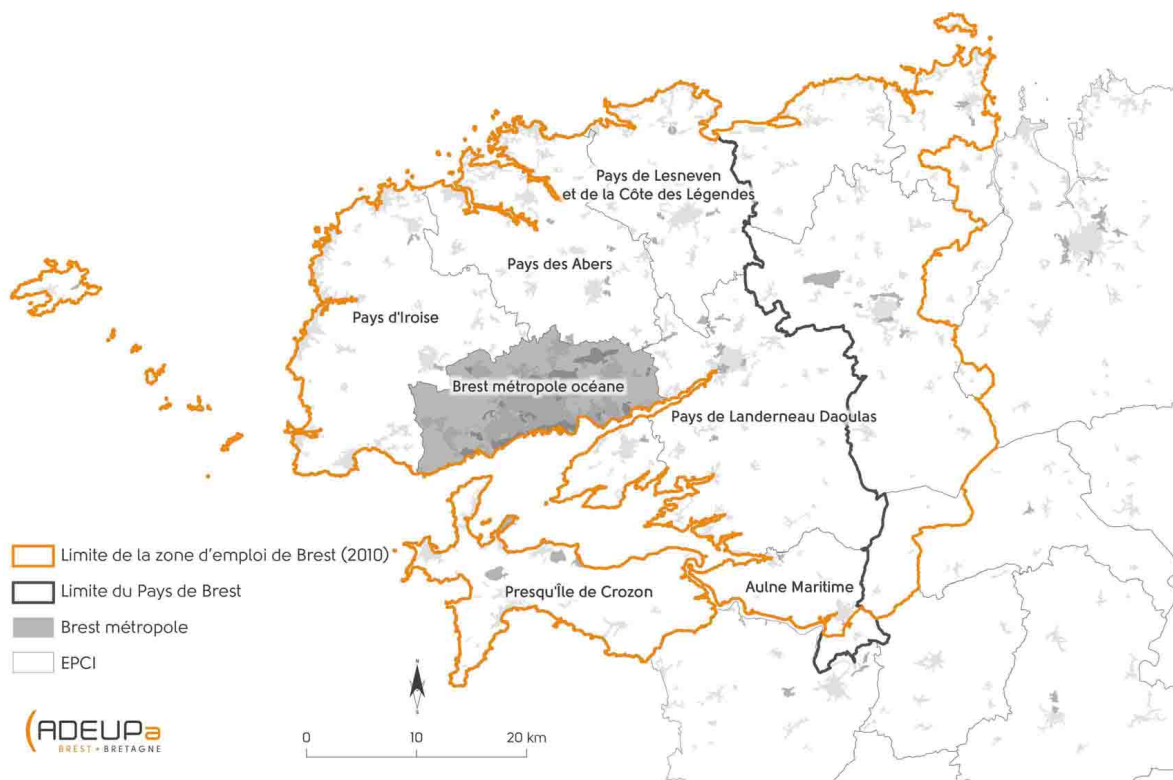 Pays de Lesneven
et de la Côte des Légendes
Pays des Abers
Pays d'Iroise
Brest métropole océane
Pays de Landerneau Daoulas
Presqu'Île de Crozon
Aulne Maritime
Limite de la zone d'emploi de Brest (2010)
Limite du Pays de Brest
Brest métropole
EPCI
N
ADEUPa
BREST • BRETAGNE
0 10 20 km